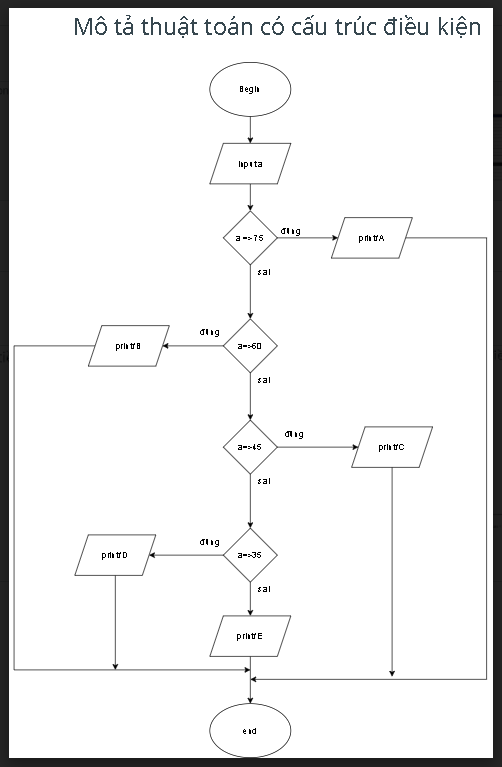 Mô tả thuật toán có cấu trúc điều kiện
Begin
input a
a=>75
đúng
printf A
sai
đúng
printf B
a=>60
sai
a=>45
đúng
printf C
sai
đúng
printf D
a=>35
sai
printf E
end